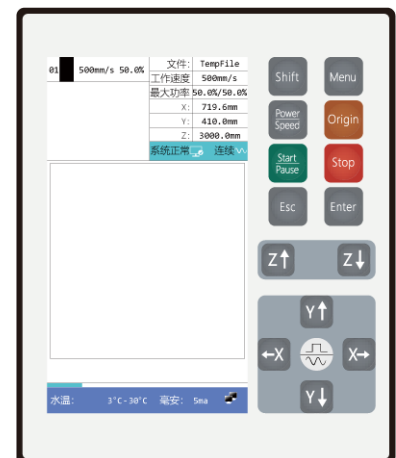 01 500mm/s 50.0%
文件: TempFile
工作速度 500mm/s
最大功率 50.0%/50.0%
X: 719.6mm
Y: 410.0mm
Z: 3000.0mm
系统正常 连续
水温: 3°C-30°C 毫安: 5ma
Shift Menu
Power Speed Origin
Start Pause Stop
Esc Enter
Z↑ Z↓
Y↑
←X X→
Y↓